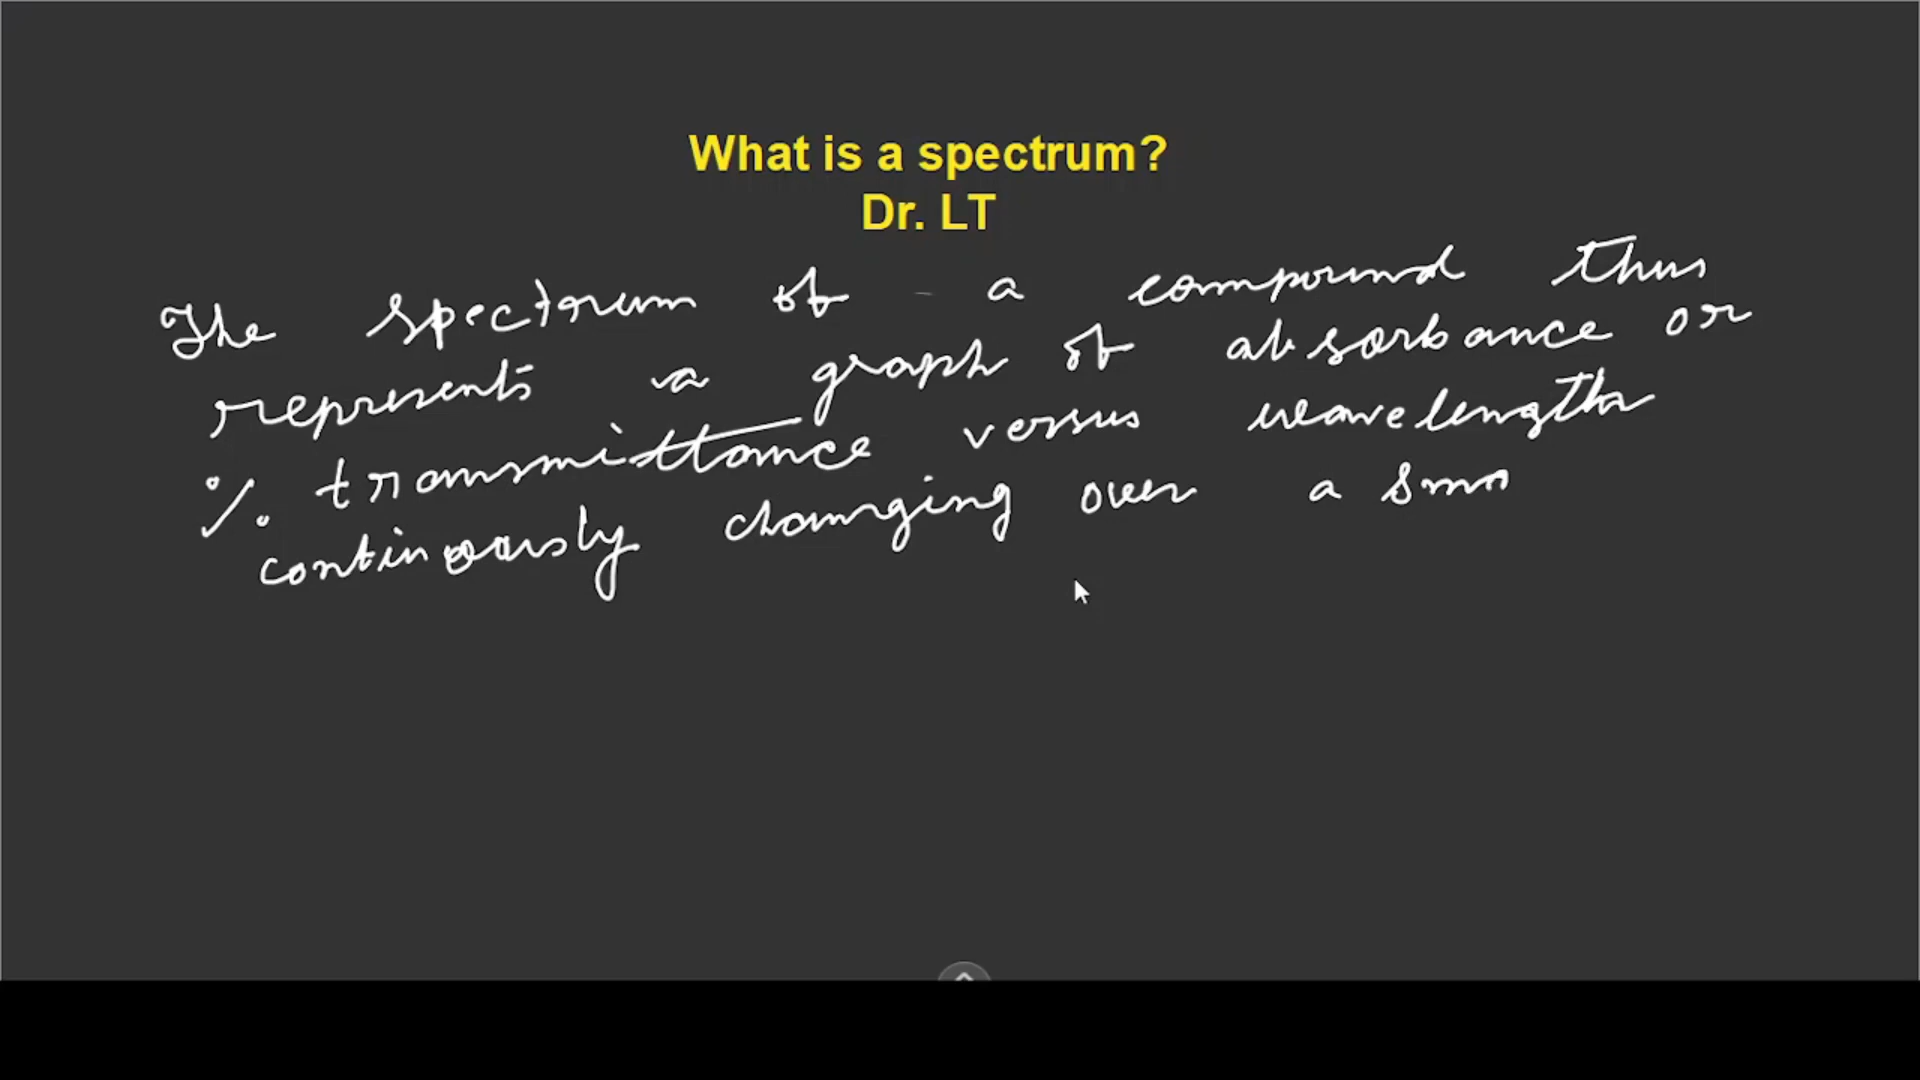 What is a spectrum?
Dr. LT
The spectrum of a compound thus
represents a graph of absorbance or
% transmittance versus wavelength
continuously changing over a sma